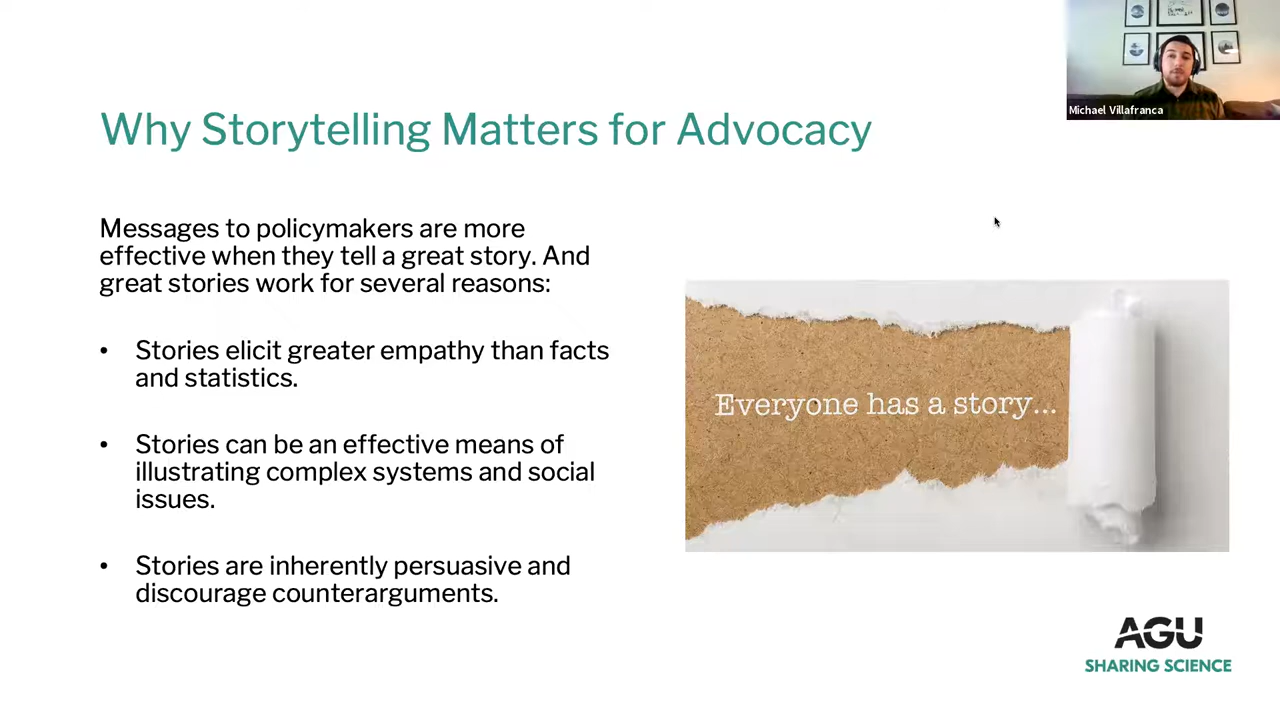 Michael Villafranca
Why Storytelling Matters for Advocacy
Messages to policymakers are more
effective when they tell a great story. And
great stories work for several reasons:
• Stories elicit greater empathy than facts
and statistics.
• Stories can be an effective means of
illustrating complex systems and social
issues.
• Stories are inherently persuasive and
discourage counterarguments.
Everyone has a story...
AGU
SHARING SCIENCE